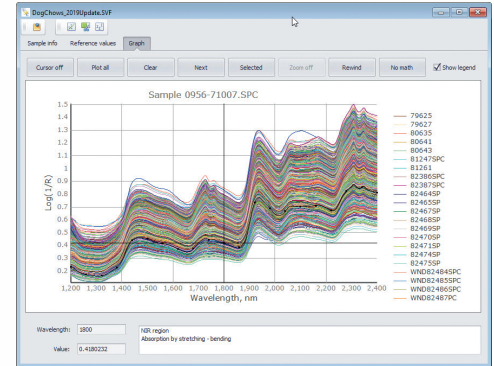 DogChows_2019Update.SVF
Sample info Reference values Graph
Cursor off Plot all Clear Next Selected Zoom off Rewind No math Show legend
Sample 0956-71007.SPC
Log(1/R)
1.5
1.4
1.3
1.2
1.1
1
0.9
0.8
0.7
0.6
0.5
0.4
0.3
0.2
1,200 1,300 1,400 1,500 1,600 1,700 1,800 1,900 2,000 2,100 2,200 2,300 2,400
Wavelength, nm
79625
79627
80635
80641
80643
81247SPC
81261
82386SPC
82387SPC
82464SP
82465SP
82467SP
82468SP
82469SP
82470SP
82471SP
82474SP
82475SP
WND82484SPC
WND82485SPC
WND82486SPC
WND82487PC
Wavelength: 1800
Value: 0.4180232
NIR region
Absorption by stretching - bending